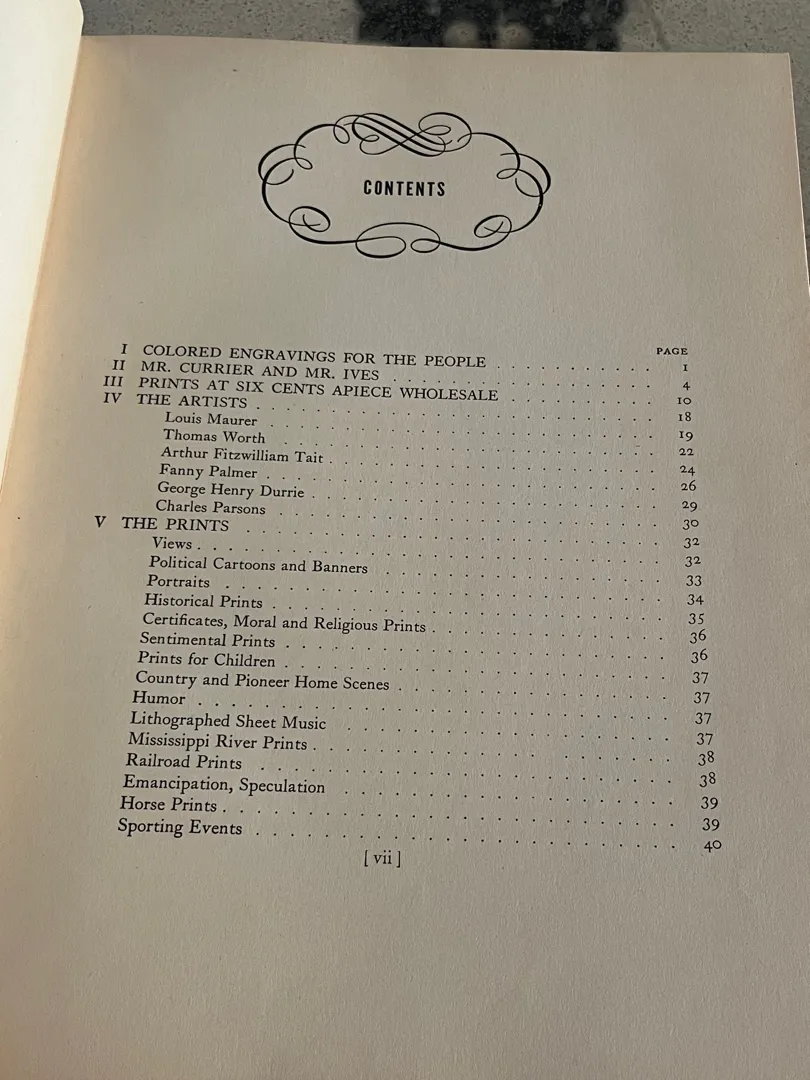 CONTENTS
PAGE
I COLORED ENGRAVINGS FOR THE PEOPLE . . . . . . . . . . 1
II MR. CURRIER AND MR. IVES . . . . . . . . . . 4
III PRINTS AT SIX CENTS APIECE WHOLESALE . . . . . . . . . . 10
IV THE ARTISTS . . . . . . . . . . 18
Louis Maurer . . . . . . . . . . 19
Thomas Worth . . . . . . . . . . 22
Arthur Fitzwilliam Tait . . . . . . . . . . 24
Fanny Palmer . . . . . . . . . . 26
George Henry Durrie . . . . . . . . . . 29
Charles Parsons . . . . . . . . . . 30
V THE PRINTS . . . . . . . . . . 32
Views . . . . . . . . . . 32
Political Cartoons and Banners . . . . . . . . . . 33
Portraits . . . . . . . . . . 34
Historical Prints . . . . . . . . . . 35
Certificates, Moral and Religious Prints . . . . . . . . . . 36
Sentimental Prints . . . . . . . . . . 36
Prints for Children . . . . . . . . . . 37
Country and Pioneer Home Scenes . . . . . . . . . . 37
Humor . . . . . . . . . . 37
Lithographed Sheet Music . . . . . . . . . . 37
Mississippi River Prints . . . . . . . . . . 38
Railroad Prints . . . . . . . . . . 38
Emancipation, Speculation . . . . . . . . . . 39
Horse Prints . . . . . . . . . . 39
Sporting Events . . . . . . . . . . 40
[ vii ]